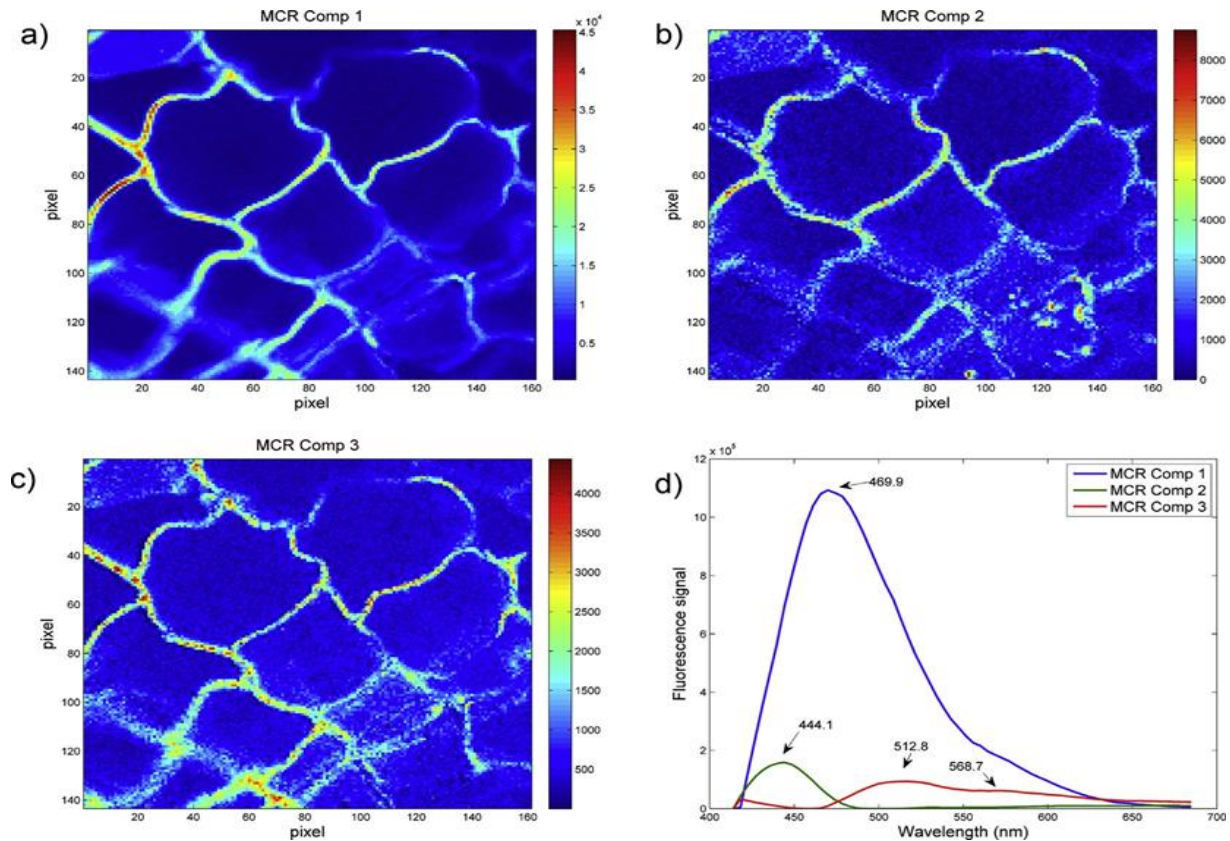 a)
MCR Comp 1
x 10⁴
4.5
4
3.5
3
2.5
2
1.5
1
0.5
20
40
60
80
100
120
140
pixel
20 40 60 80 100 120 140 160
pixel
b)
MCR Comp 2
8000
7000
6000
5000
4000
3000
2000
1000
0
20
40
60
80
100
120
140
pixel
20 40 60 80 100 120 140 160
pixel
c)
MCR Comp 3
4000
3500
3000
2500
2000
1500
1000
500
20
40
60
80
100
120
140
pixel
20 40 60 80 100 120 140 160
pixel
d)
x 10⁵
12
10
8
6
4
2
0
Fluorescence signal
469.9
444.1
512.8
568.7
MCR Comp 1
MCR Comp 2
MCR Comp 3
400 450 500 550 600 650 700
Wavelength (nm)